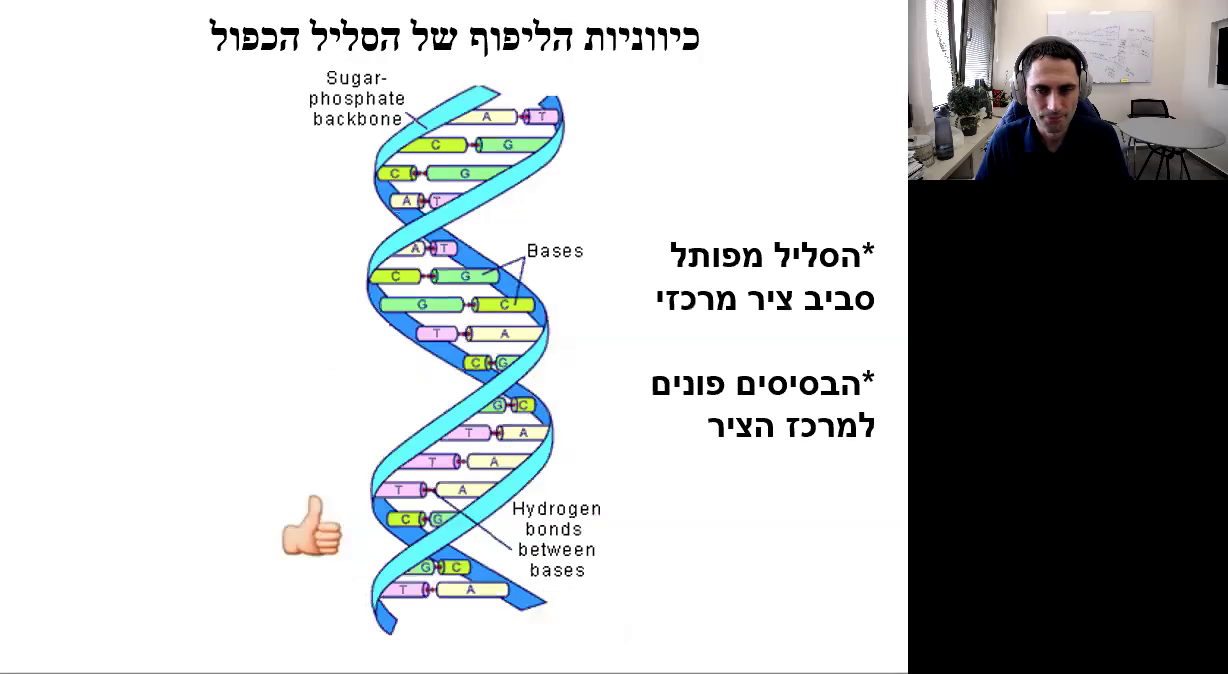 כיווניות הליפוף של הסליל הכפול
Sugar-
phosphate
backbone
A T
C G
C G
A T
A T
Bases
C G
G C
T A
C G
G C
T A
T A
T A
C G
Hydrogen
bonds
between
bases
G C
T A
*הסליל מפותל
סביב ציר מרכזי
*הבסיסים פונים
למרכז הציר